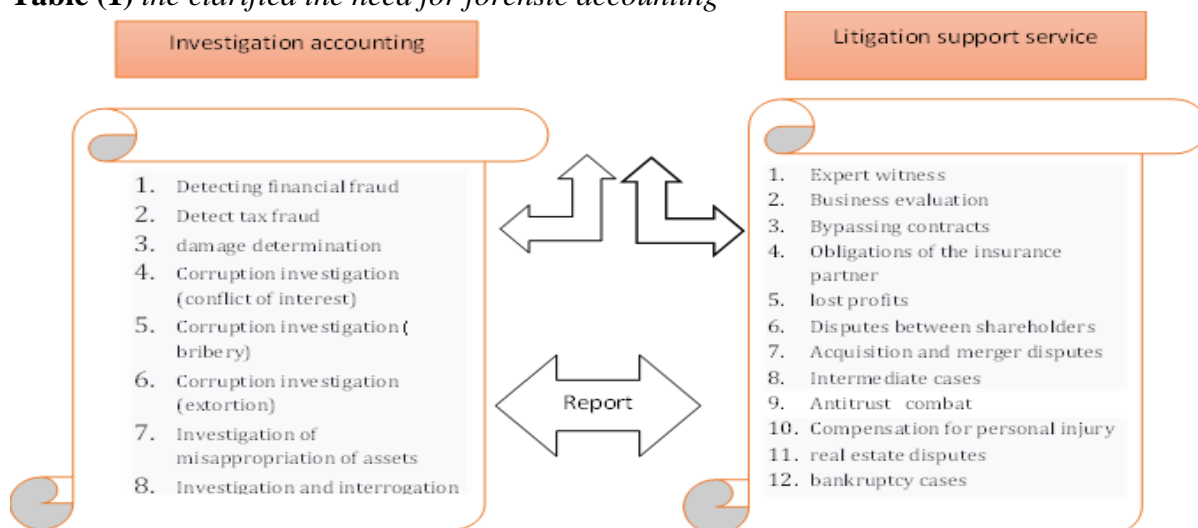 Table (1) the clarified the need for forensic accounting
Investigation accounting
1. Detecting financial fraud
2. Detect tax fraud
3. damage determination
4. Corruption investigation
(conflict of interest)
5. Corruption investigation (
bribery)
6. Corruption investigation
(extortion)
7. Investigation of
misappropriation of assets
8. Investigation and interrogation
Report
Litigation support service
1. Expert witness
2. Business evaluation
3. Bypassing contracts
4. Obligations of the insurance
partner
5. lost profits
6. Disputes between shareholders
7. Acquisition and merger disputes
8. Intermediate cases
9. Antitrust combat
10. Compensation for personal injury
11. real estate disputes
12. bankruptcy cases